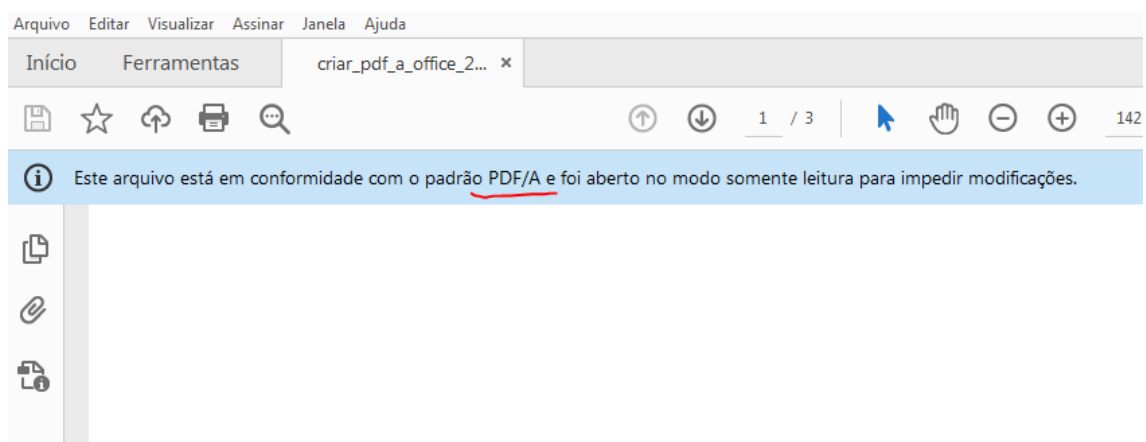 Arquivo Editar Visualizar Assinar Janela Ajuda
Início Ferramentas criar_pdf_a_office_2... ×
1 / 3 142
Este arquivo está em conformidade com o padrão PDF/A e foi aberto no modo somente leitura para impedir modificações.